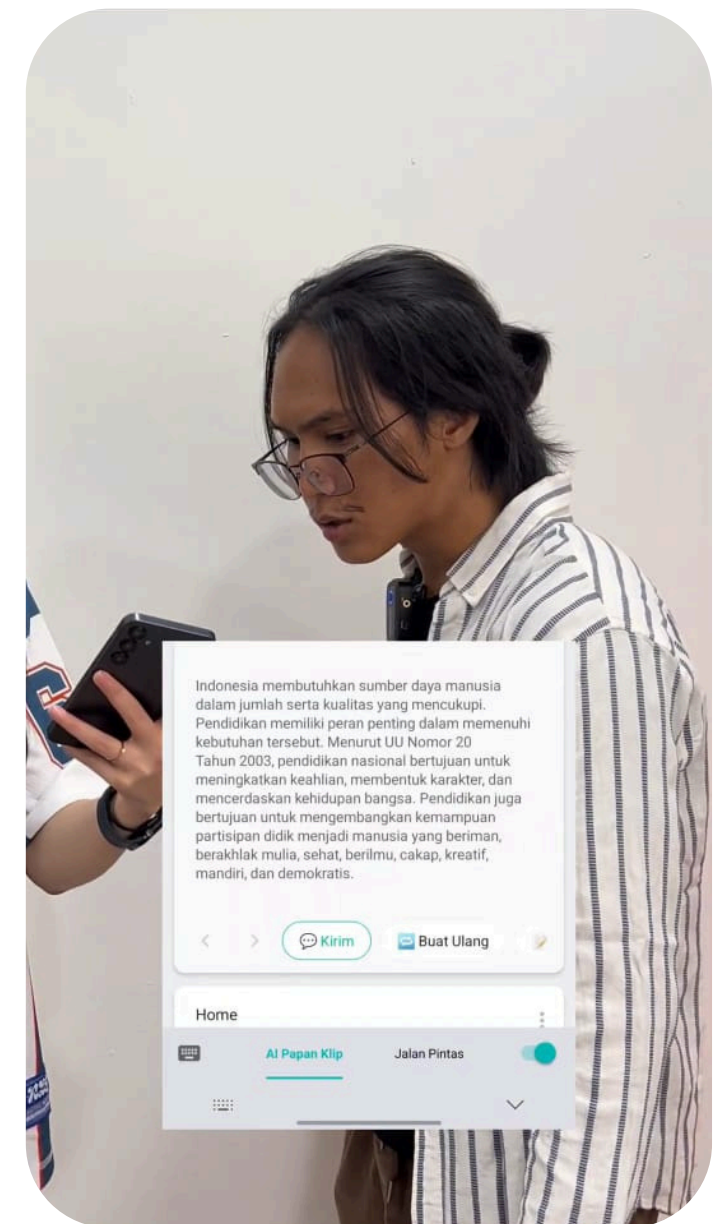 Indonesia membutuhkan sumber daya manusia
dalam jumlah serta kualitas yang mencukupi.
Pendidikan memiliki peran penting dalam memenuhi
kebutuhan tersebut. Menurut UU Nomor 20
Tahun 2003, pendidikan nasional bertujuan untuk
meningkatkan keahlian, membentuk karakter, dan
mencerdaskan kehidupan bangsa. Pendidikan juga
bertujuan untuk mengembangkan kemampuan
partisipan didik menjadi manusia yang beriman,
berakhlak mulia, sehat, berilmu, cakap, kreatif,
mandiri, dan demokratis.
Kirim
Buat Ulang
Home
AI Papan Klip
Jalan Pintas